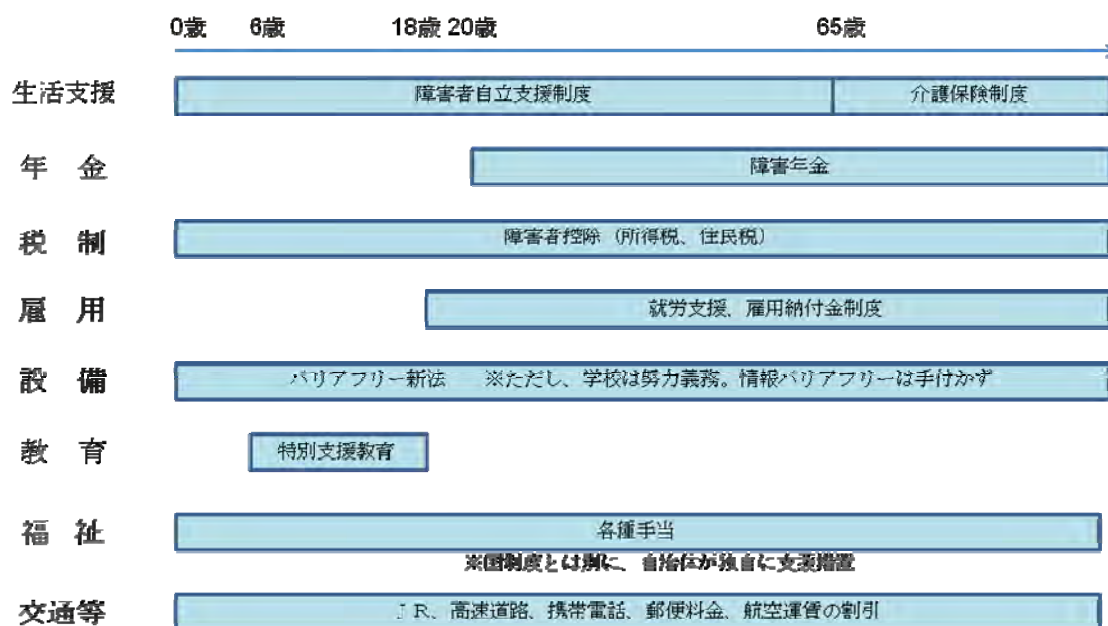 0歳 6歳 18歳 20歳 65歳
生活支援 障害者自立支援制度 介護保険制度
年 金 障害年金
税 制 障害者控除（所得税、住民税）
雇 用 就労支援、雇用納付金制度
設 備 バリアフリー新法 ※ただし、学校は努力義務。情報バリアフリーは手付かず
教 育 特別支援教育
福 祉 各種手当
※国制度とは別に、自治体が独自に支援措置
交通等 ＪＲ、高速道路、携帯電話、郵便料金、航空運賃の割引